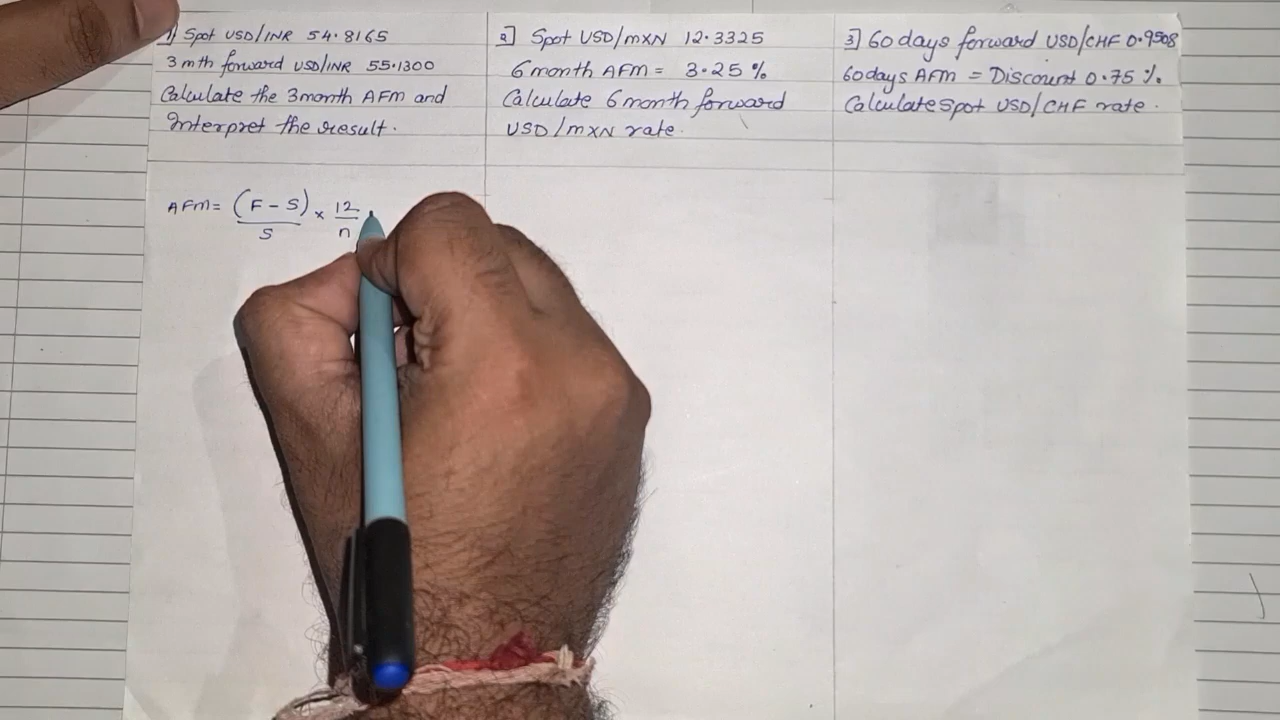 1) Spot USD/INR 54.8165
3 mth forward USD/INR 55.1300
Calculate the 3month AFM and
Interpret the result.
2] Spot USD/MXN 12.3325
6 month AFM = 3.25 %
Calculate 6 month forward
USD/MXN rate.
3] 60 days forward USD/CHF 0.9508
60days AFM = Discount 0.75 %.
Calculate spot USD/CHF rate.
AFM = (F - S) × 12
S n